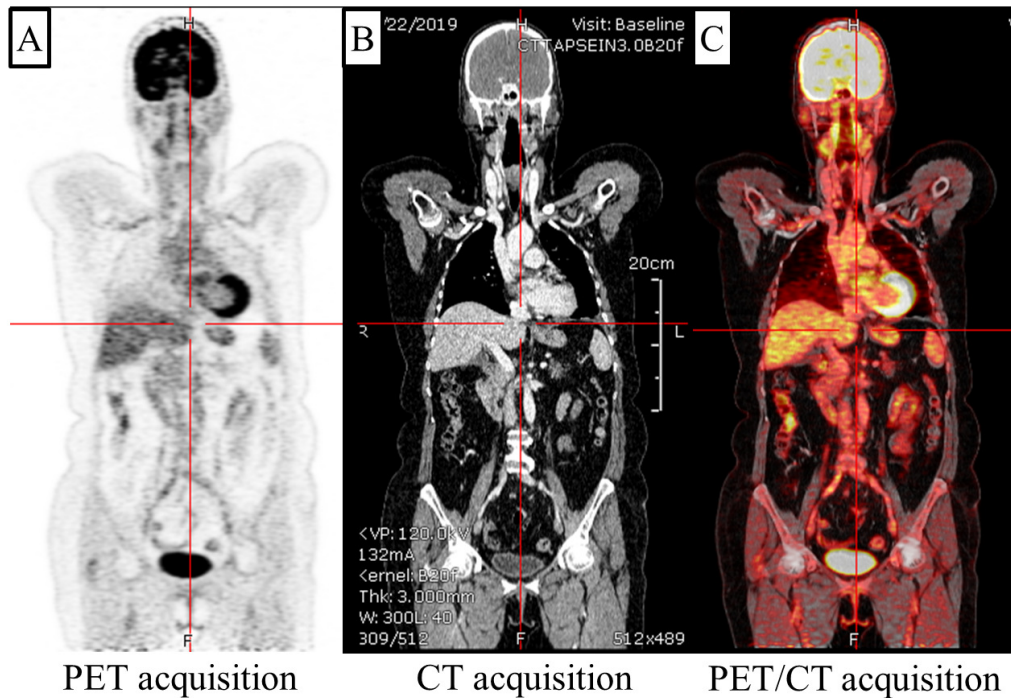 A
H
F
PET acquisition
B
/22/2019
Visit: Baseline
H
CTTAPSEIN3.0B20f
20cm
R
L
<VP: 120.0kV
132mA
<ernel: B20f
Thk: 3.000mm
W: 300L: 40
309/512
F
512x489
CT acquisition
C
H
R
L
F
PET/CT acquisition